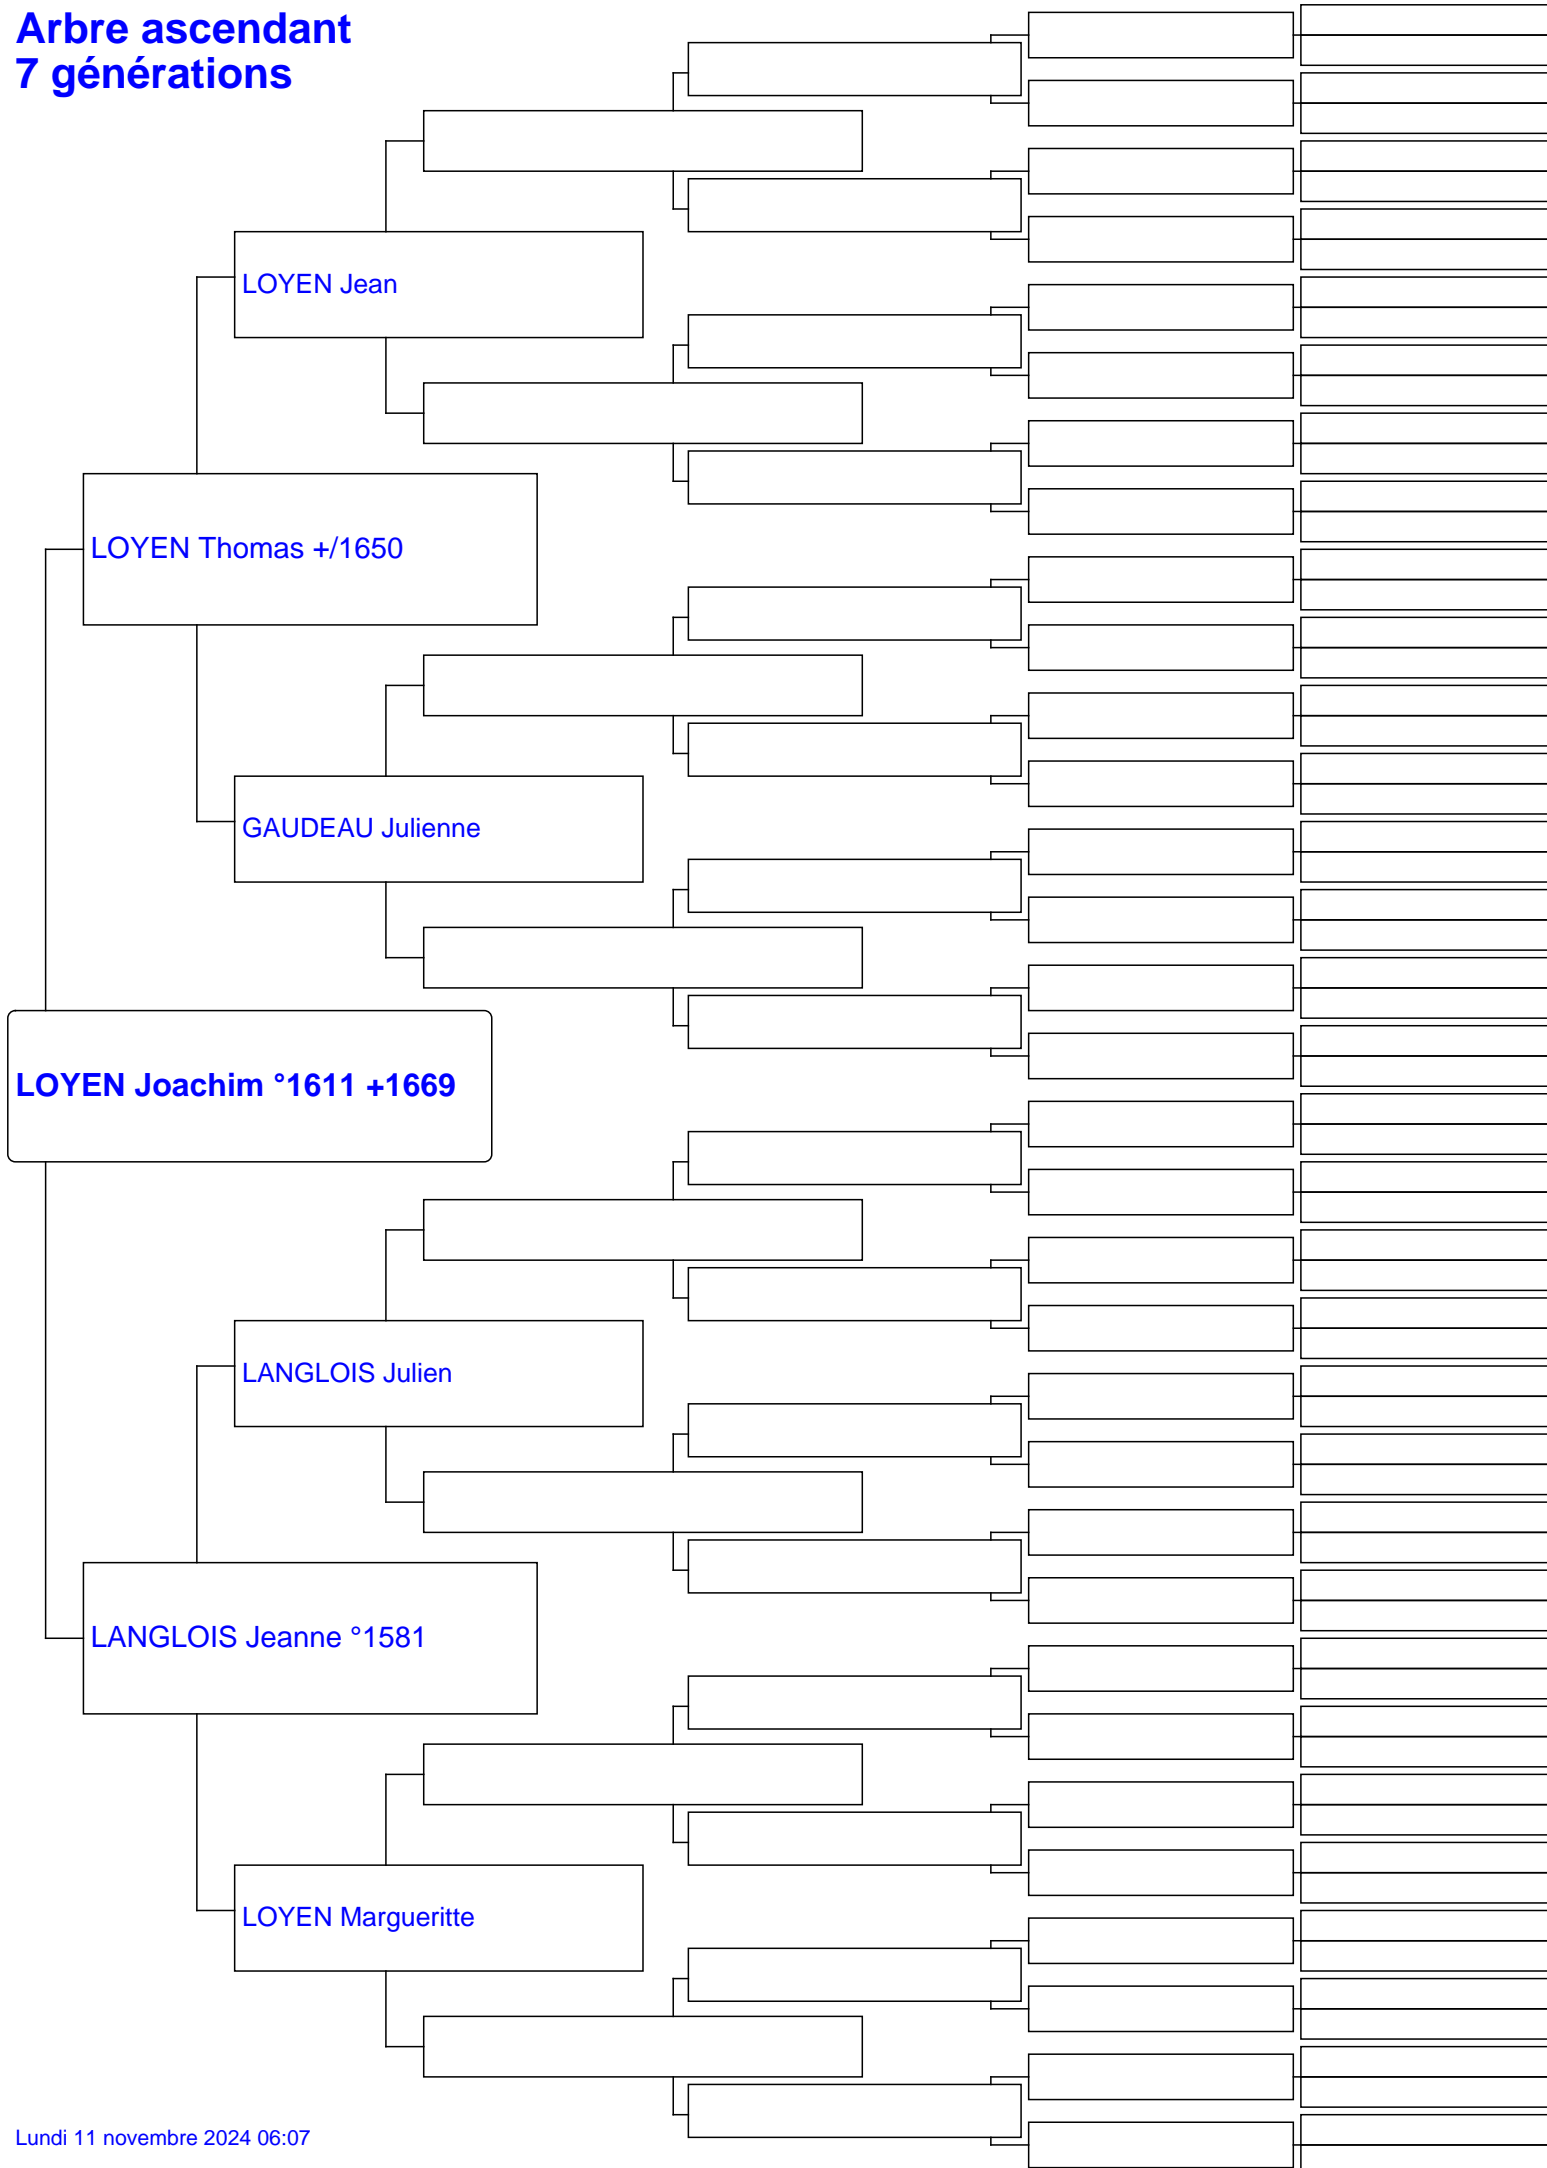 Arbre ascendant
7 générations
LOYEN Jean
LOYEN Thomas +/1650
GAUDEAU Julienne
LOYEN Joachim °1611 +1669
LANGLOIS Julien
LANGLOIS Jeanne °1581
LOYEN Margueritte
Lundi 11 novembre 2024 06:07